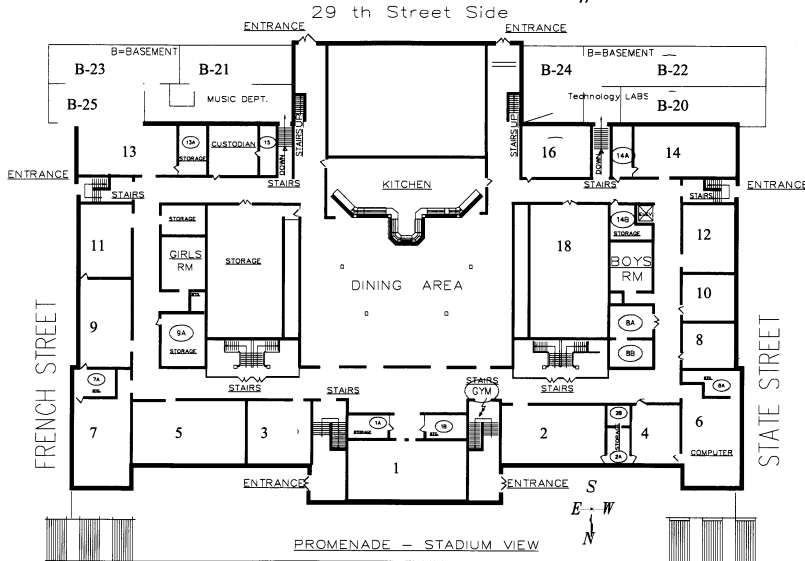 29 th Street Side
ENTRANCE
ENTRANCE
B=BASEMENT
B=BASEMENT
B-23
B-21
B-24
B-22
B-25
MUSIC DEPT.
Technology LABS
B-20
STAIRS UP
STAIRS UP
13
13A
STORAGE
CUSTODIAN
15
DOWN
STAIRS
16
DOWN
STAIRS
14A
14
ENTRANCE
STAIRS
KITCHEN
STAIRS
ENTRANCE
STORAGE
14B
ELEV
STORAGE
11
GIRLS
RM
STORAGE
18
BOYS
RM
12
DINING AREA
10
9
9A
STORAGE
8A
8
8B
FRENCH STREET
STATE STREET
STAIRS
STAIRS
STAIRS
STAIRS
GYM
7A
8A
7
5
3
1A
1B
2
2B
STORAGE
2A
4
6
COMPUTER
1
ENTRANCE
ENTRANCE
S
E W
N
PROMENADE - STADIUM VIEW